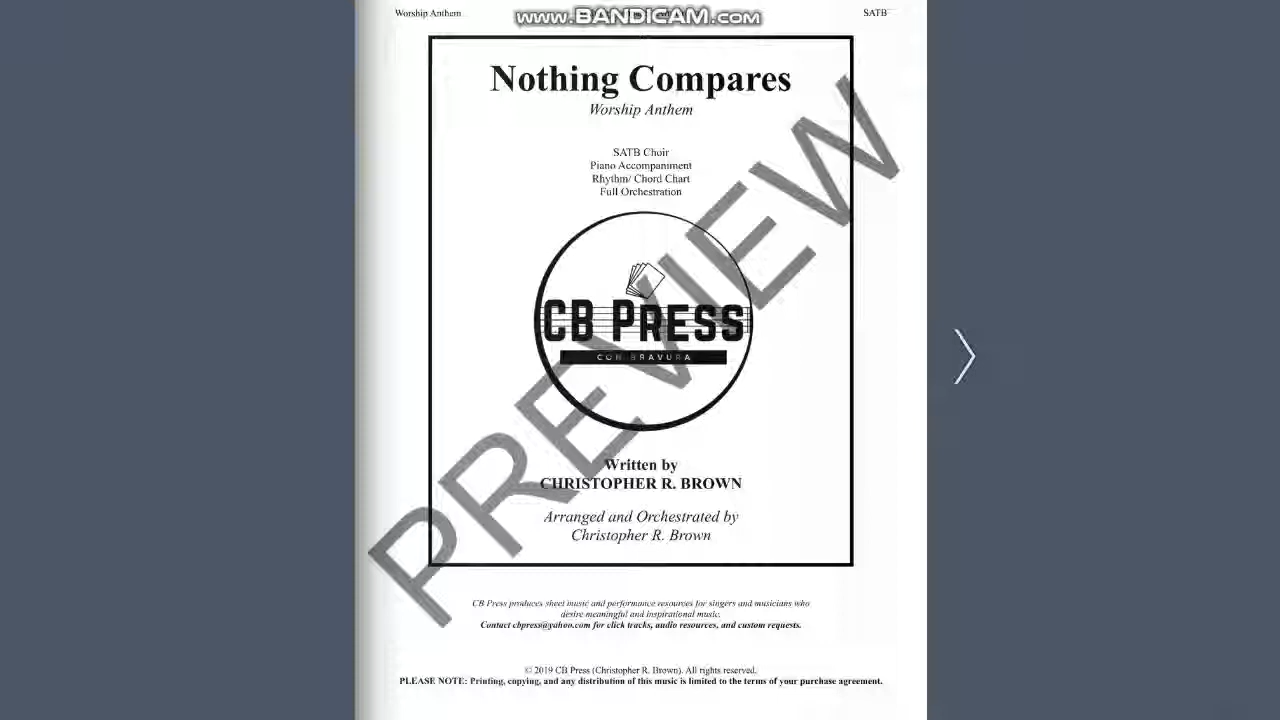 Worship Anthem
www.BANDICAM.com
SATB
Nothing Compares
Worship Anthem
SATB Choir
Piano Accompaniment
Rhythm/ Chord Chart
Full Orchestration
CB PRESS
CON BRAVURA
PREVIEW
Written by
CHRISTOPHER R. BROWN
Arranged and Orchestrated by
Christopher R. Brown
CB Press produces sheet music and performance resources for singers and musicians who
desire meaningful and inspirational music.
Contact cbpress@yahoo.com for click tracks, audio resources, and custom requests.
© 2019 CB Press (Christopher R. Brown). All rights reserved.
PLEASE NOTE: Printing, copying, and any distribution of this music is limited to the terms of your purchase agreement.